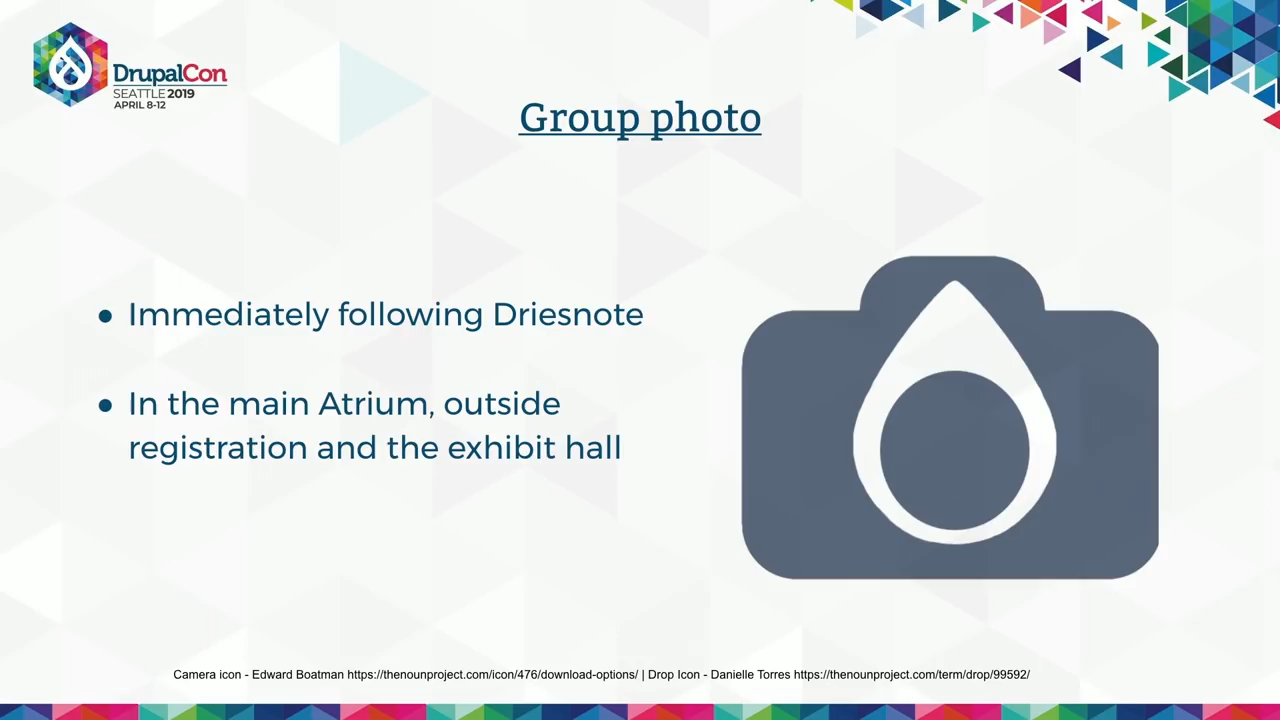 DrupalCon
SEATTLE 2019
APRIL 8-12
Group photo
● Immediately following Driesnote
● In the main Atrium, outside
registration and the exhibit hall
Camera icon - Edward Boatman https://thenounproject.com/icon/476/download-options/ | Drop Icon - Danielle Torres https://thenounproject.com/term/drop/99592/